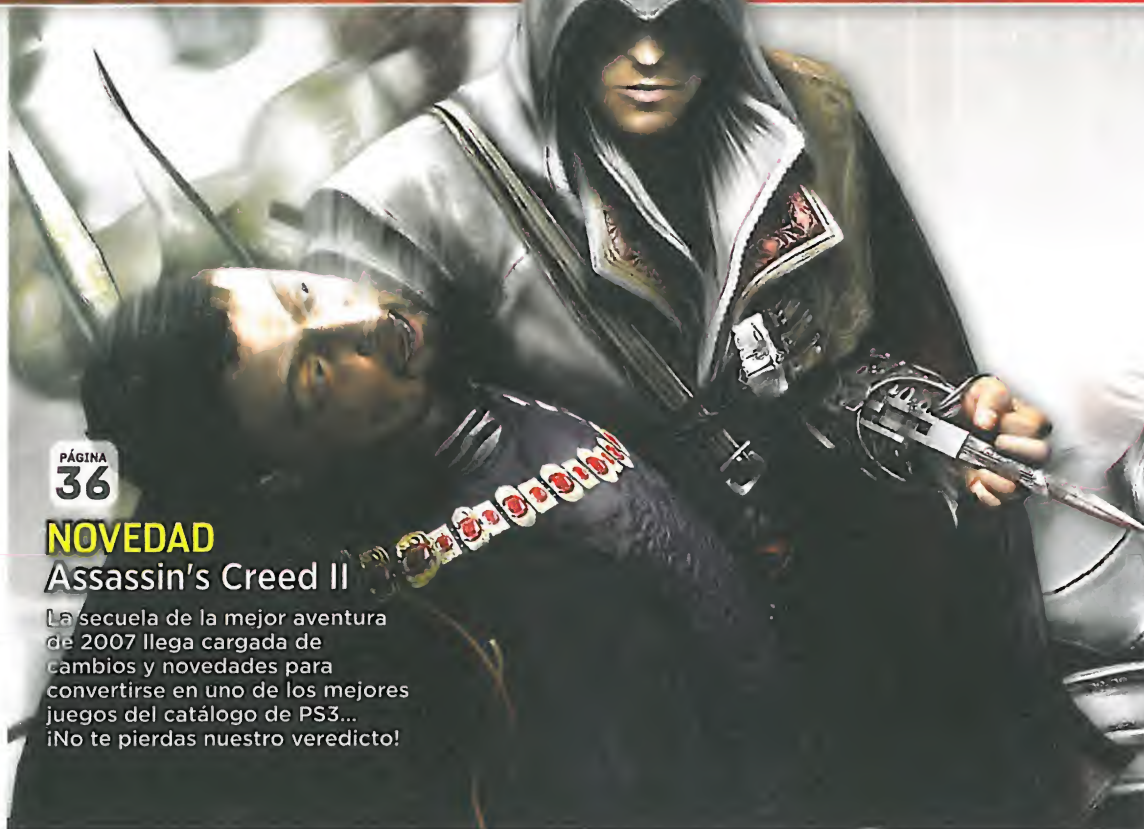 PÁGINA
36
NOVEDAD
Assassin's Creed II
La secuela de la mejor aventura
de 2007 llega cargada de
cambios y novedades para
convertirse en uno de los mejores
juegos del catálogo de PS3...
¡No te pierdas nuestro veredicto!